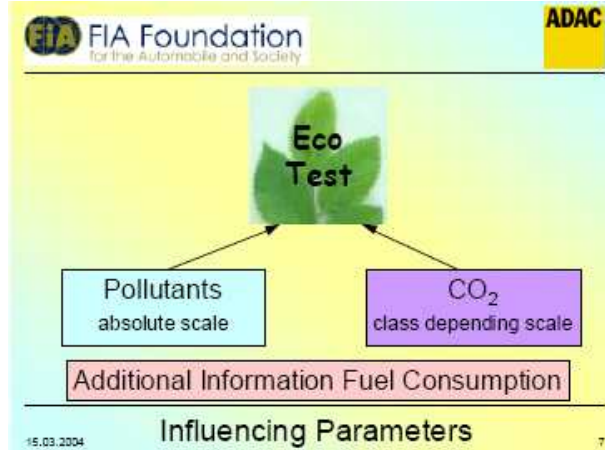 FIA FIA Foundation
for the Automobile and Society
ADAC
Eco
Test
Pollutants
absolute scale
CO₂
class depending scale
Additional Information Fuel Consumption
15.03.2004
Influencing Parameters
7